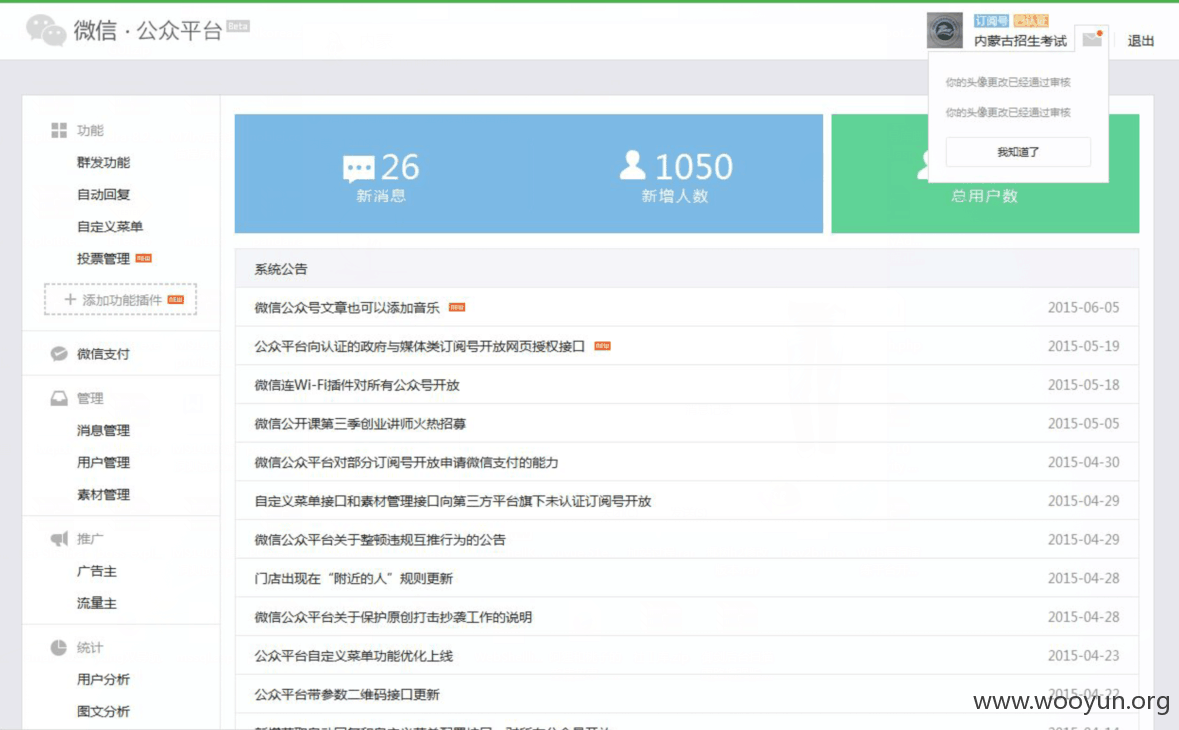 微信·公众平台 Beta
订阅号
内蒙古招生考试
退出
你的头像更改已经通过审核
你的头像更改已经通过审核
我知道了
功能
群发功能
自动回复
自定义菜单
投票管理
添加功能插件
微信支付
管理
消息管理
用户管理
素材管理
推广
广告主
流量主
统计
用户分析
图文分析
26
新消息
1050
新增人数
总用户数
系统公告
微信公众号文章也可以添加音乐 2015-06-05
公众平台向认证的政府与媒体类订阅号开放网页授权接口 2015-05-19
微信连Wi-Fi插件对所有公众号开放 2015-05-18
微信公开课第三季创业讲师火热招募 2015-05-05
微信公众平台对部分订阅号开放申请微信支付的能力 2015-04-30
自定义菜单接口和素材管理接口向第三方平台旗下未认证订阅号开放 2015-04-29
微信公众平台关于整顿违规互推行为的公告 2015-04-29
门店出现在“附近的人”规则更新 2015-04-28
微信公众平台关于保护原创打击抄袭工作的说明 2015-04-28
公众平台自定义菜单功能优化上线 2015-04-23
公众平台带参数二维码接口更新 2015-04-22
www.wooyun.org